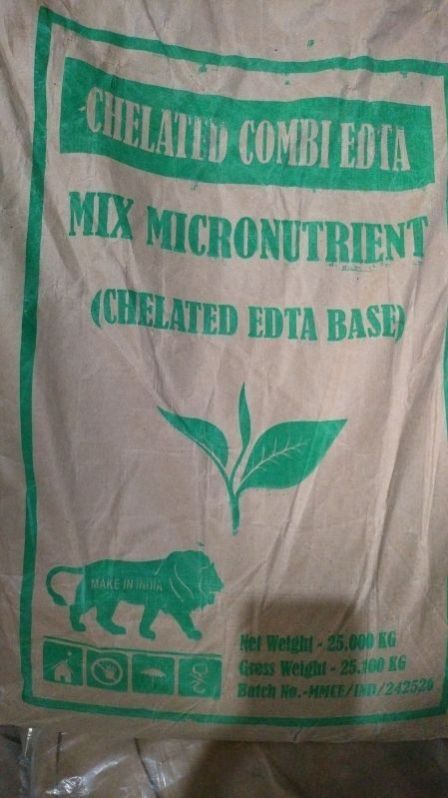 CHELATED COMBI EDTA
MIX MICRONUTRIENT
(CHELATED EDTA BASE)
MAKE IN INDIA
Net Weight - 25.000 KG
Gross Weight - 25.200 KG
Batch No.-MMCE/IND/242526